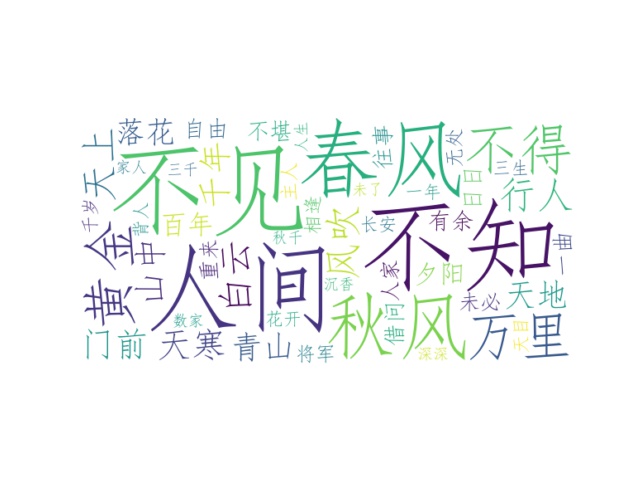 天上
落花
自由
不堪
人生
春风
往事
无处
不得
家人
三千
不见
千年
主人
未了
一年
日日
三生
行人
千岁
背人
百年
相逢
长安
有余
不知
一曲
黄金
山中
重来
秋千
风吹
人间
白云
沉香
人家
夕阳
数家
花开
秋风
借问
未必
天地
门前
天寒
青山
将军
深深
万里
天目